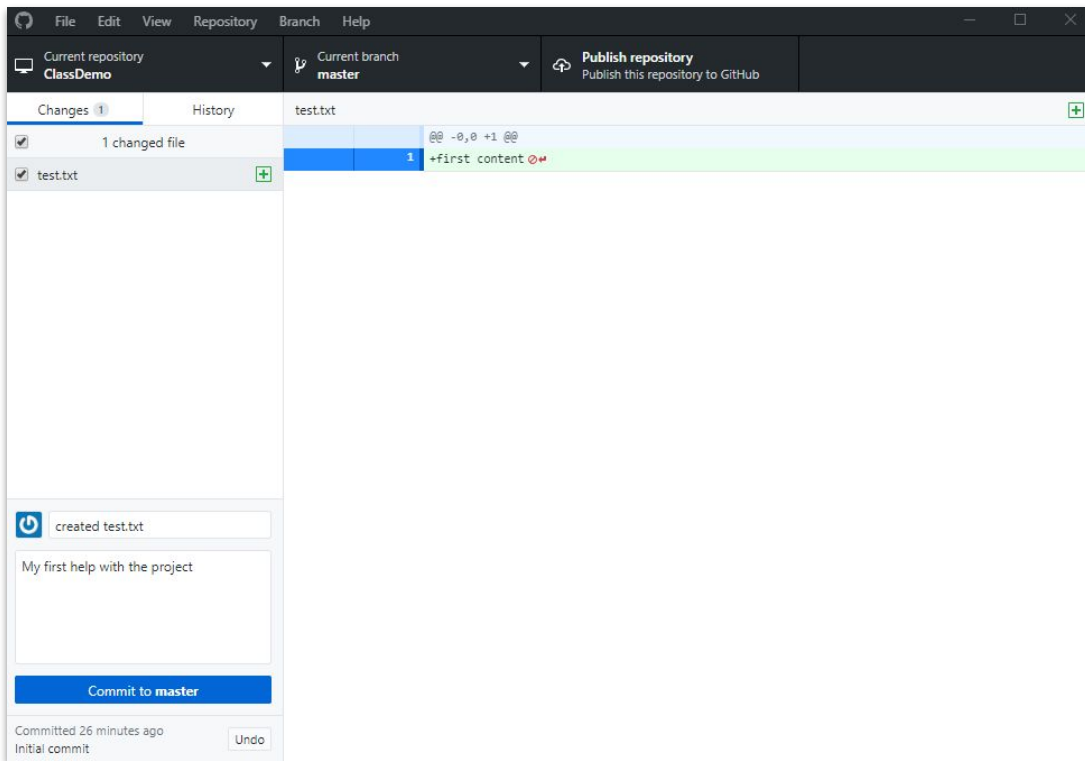 File Edit View Repository Branch Help
Current repository
ClassDemo
Current branch
master
Publish repository
Publish this repository to GitHub
Changes 1 History
test.txt
1 changed file
@@ -0,0 +1 @@
test.txt
1 +first content
created test.txt
My first help with the project
Commit to master
Committed 26 minutes ago
Initial commit
Undo